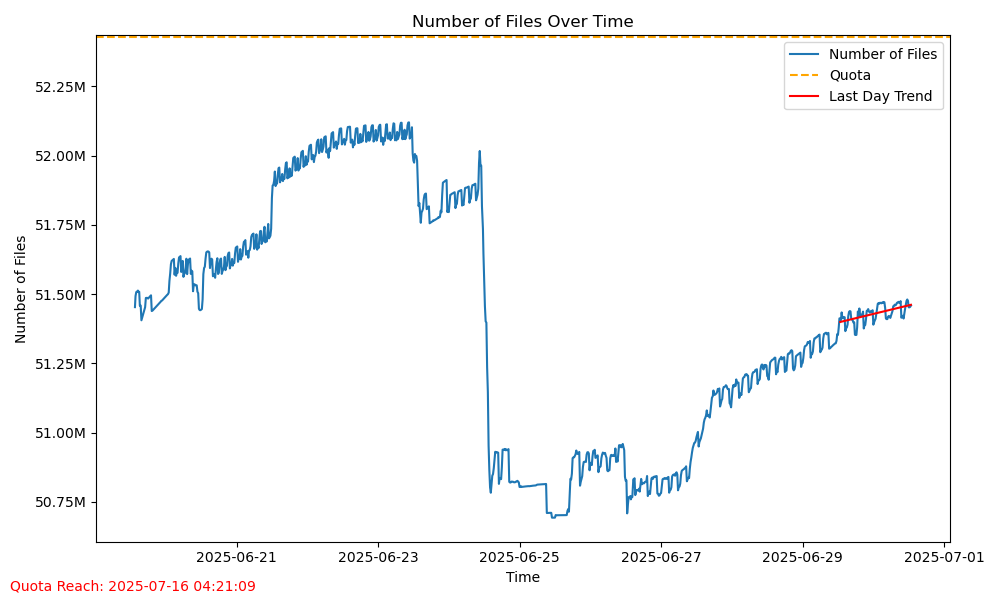 Number of Files Over Time
Number of Files
Quota
Last Day Trend
52.25M
52.00M
51.75M
51.50M
51.25M
51.00M
50.75M
Number of Files
2025-06-21
2025-06-23
2025-06-25
2025-06-27
2025-06-29
2025-07-01
Time
Quota Reach: 2025-07-16 04:21:09